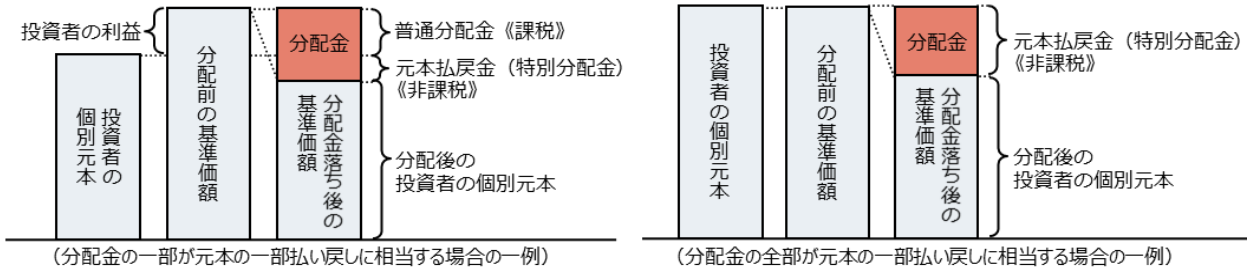 投資者の利益
投資者の
個別元本
分配前の基準価額
分配金
分配金落ち後の
基準価額
普通分配金《課税》
元本払戻金（特別分配金）
《非課税》
分配後の
投資者の個別元本
（分配金の一部が元本の一部払い戻しに相当する場合の一例）
投資者の個別元本
分配前の基準価額
分配金
分配金落ち後の
基準価額
元本払戻金（特別分配金）
《非課税》
分配後の
投資者の個別元本
（分配金の全部が元本の一部払い戻しに相当する場合の一例）